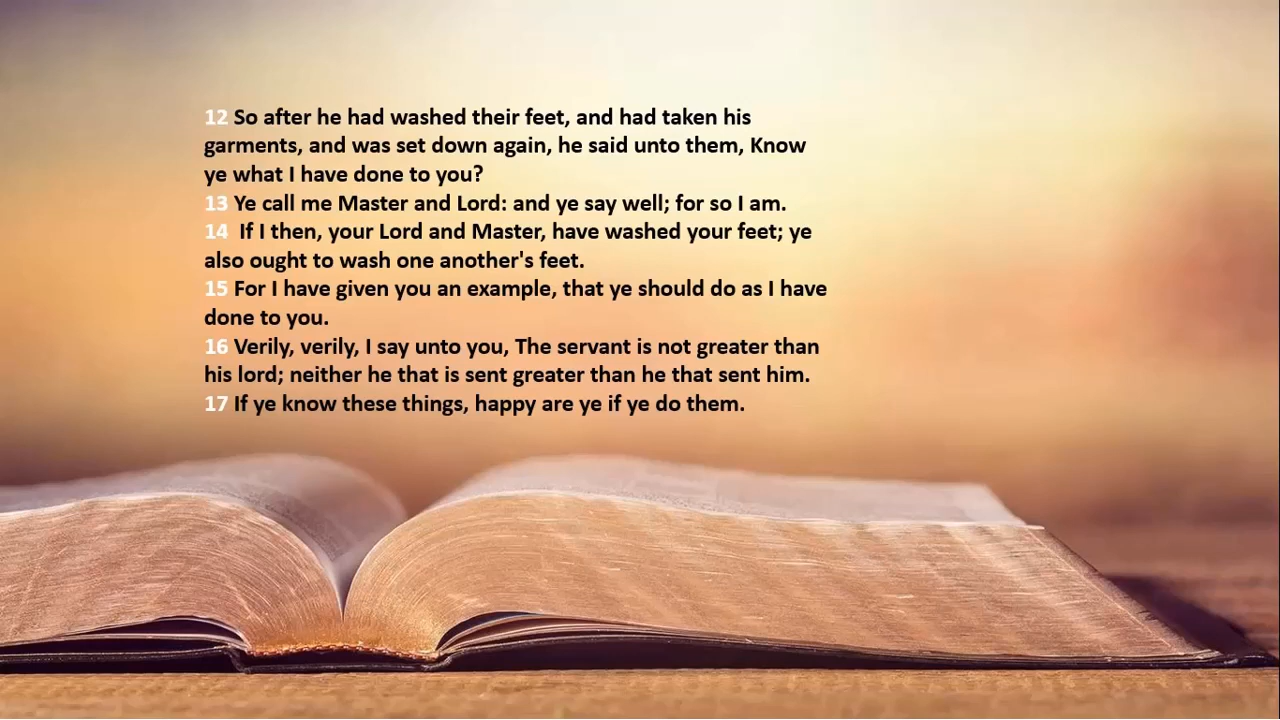 12 So after he had washed their feet, and had taken his
garments, and was set down again, he said unto them, Know
ye what I have done to you?
13 Ye call me Master and Lord: and ye say well; for so I am.
14  If I then, your Lord and Master, have washed your feet; ye
also ought to wash one another's feet.
15 For I have given you an example, that ye should do as I have
done to you.
16 Verily, verily, I say unto you, The servant is not greater than
his lord; neither he that is sent greater than he that sent him.
17 If ye know these things, happy are ye if ye do them.